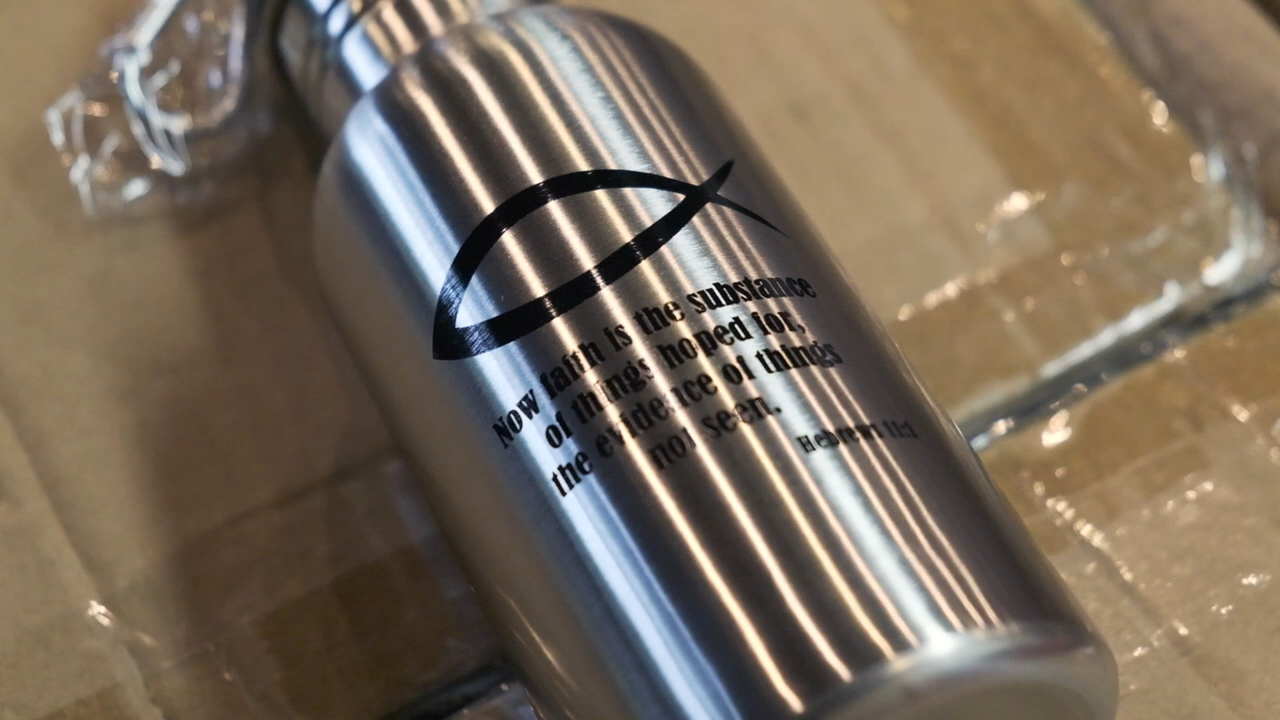 Now faith is the substance
of things hoped for,
the evidence of things
not seen.
Hebrews 11:1